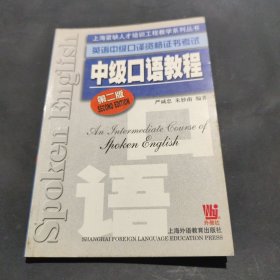 上海紧缺人才培训工程教学系列丛书
英语中级口译资格证书考试
中级口语教程
第二版
SECOND EDITION
严诚忠 朱妙南 编著
An Intermediate Course of
Spoken English
口
语
Spoken English
外教社
上海外语教育出版社
SHANGHAI FOREIGN LANGUAGE EDUCATION PRESS